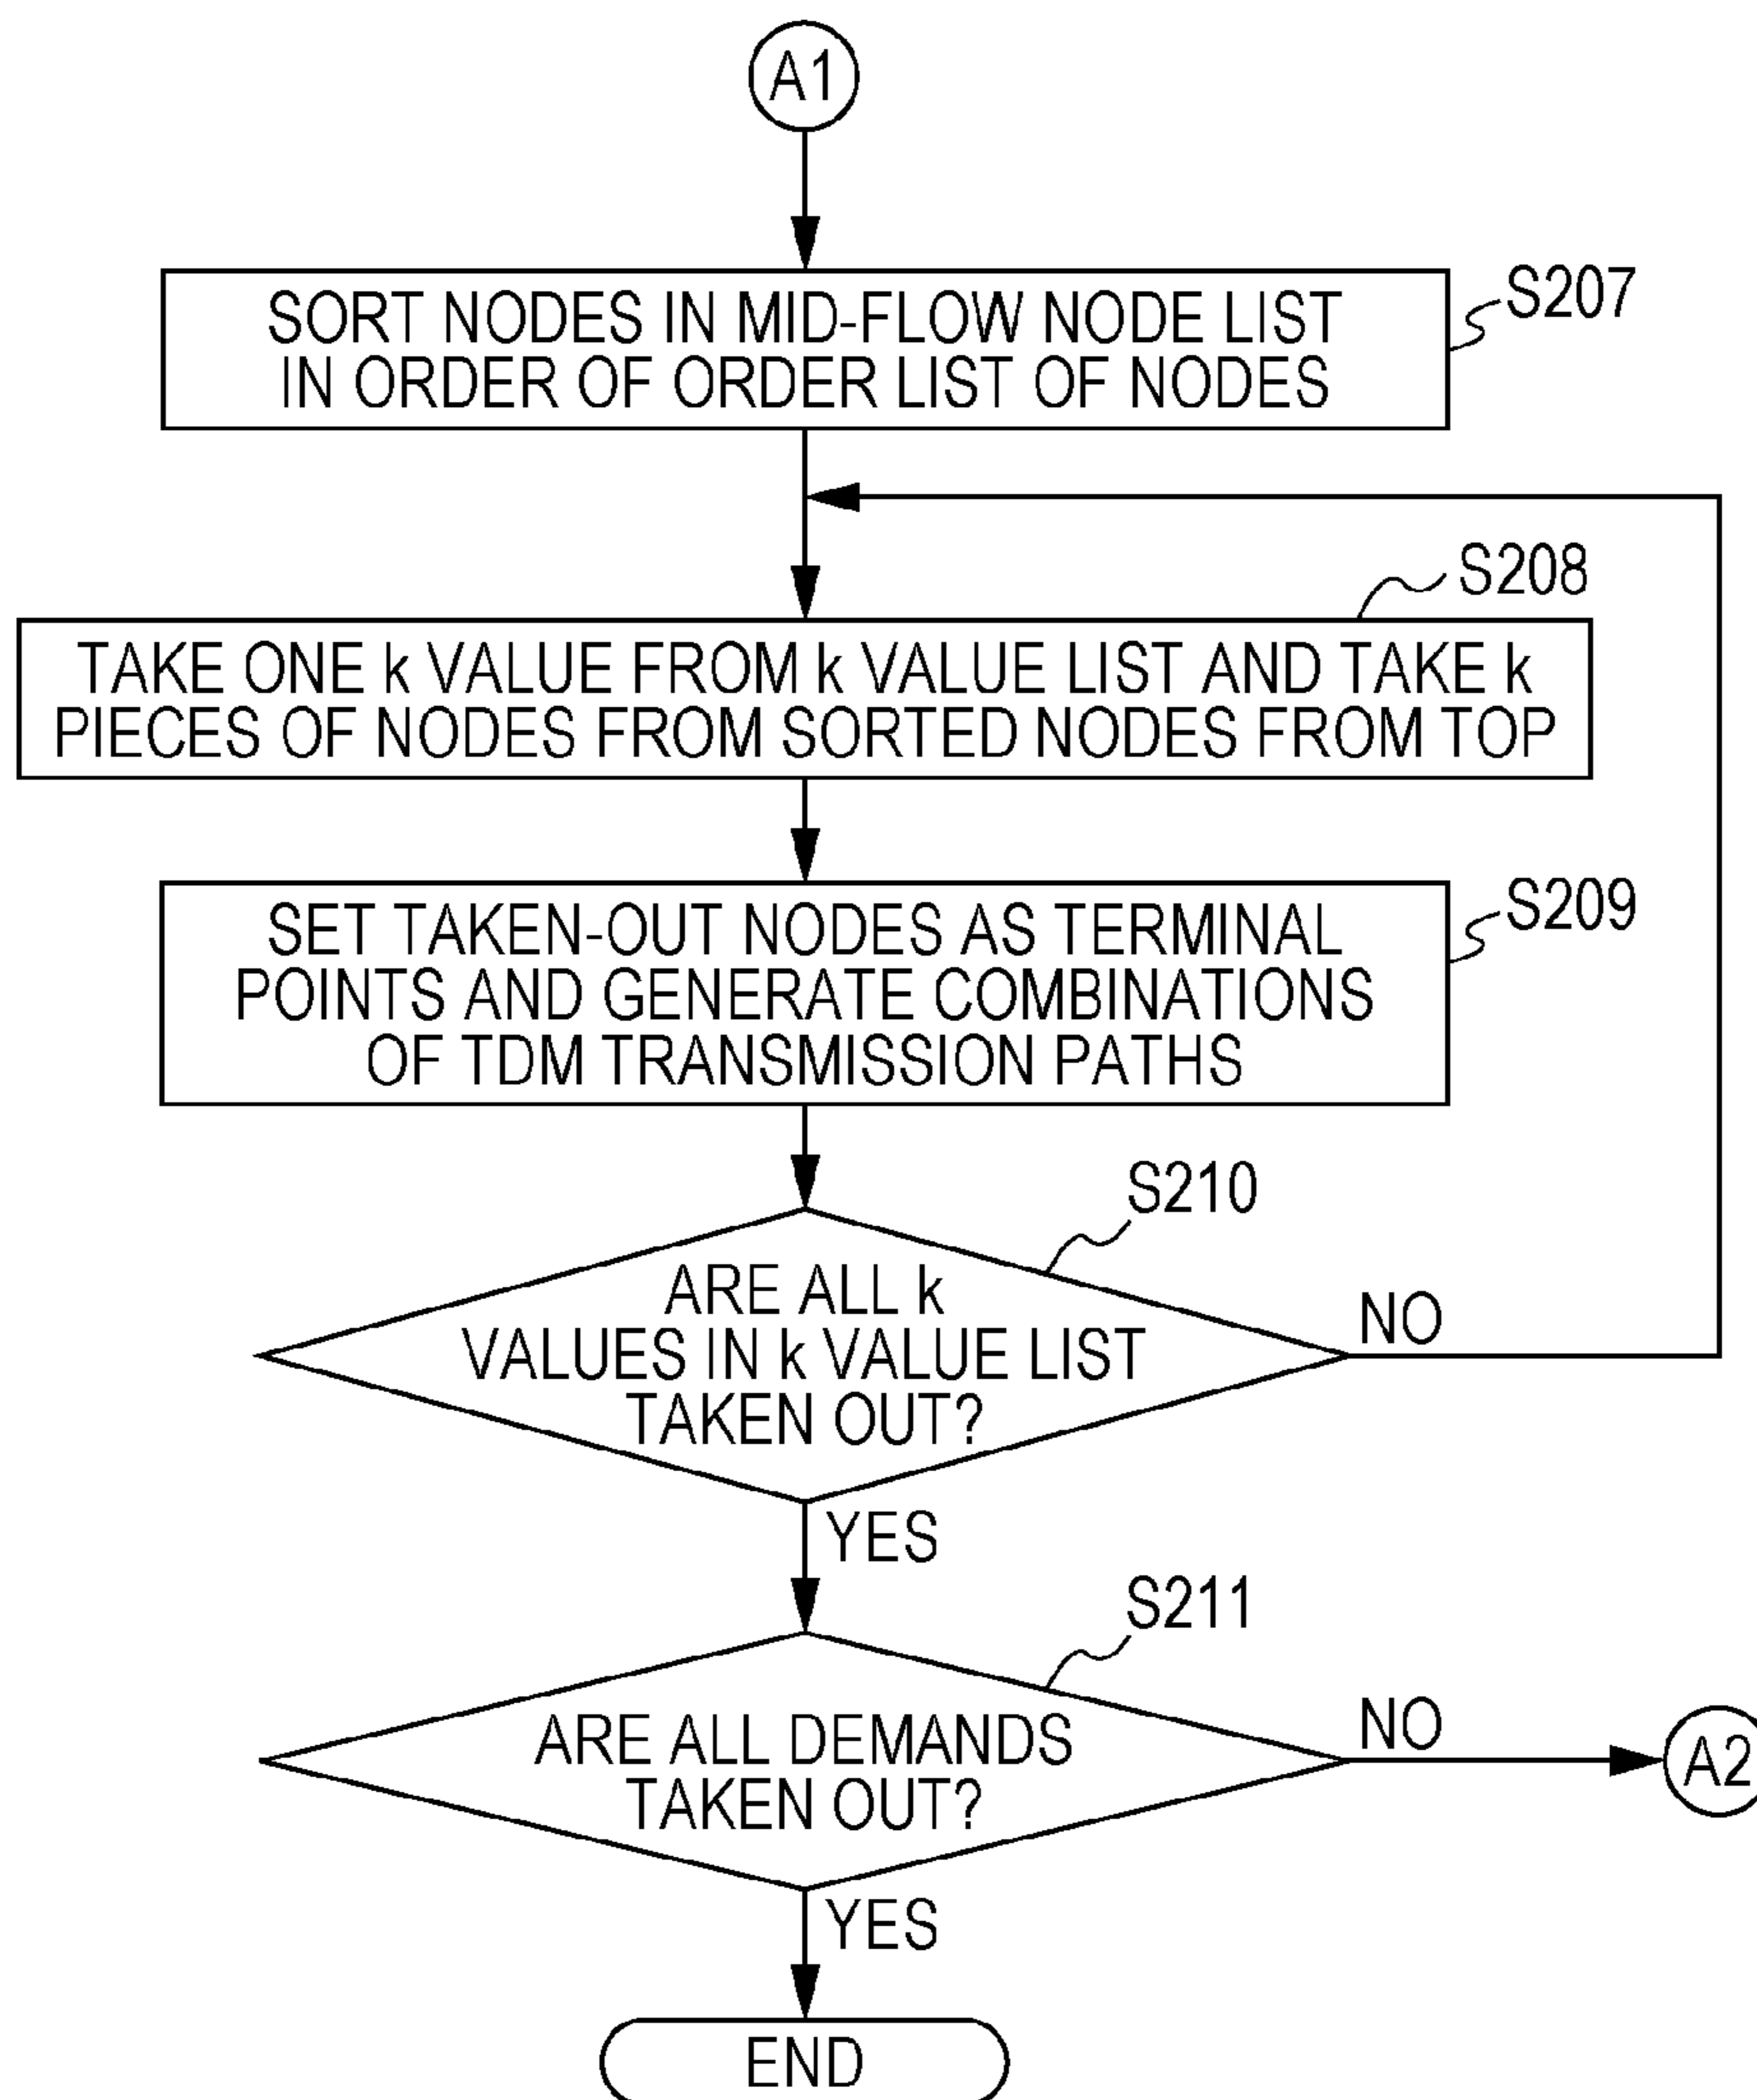 A1
SORT NODES IN MID-FLOW NODE LIST
IN ORDER OF ORDER LIST OF NODES
S207
S208
TAKE ONE k VALUE FROM k VALUE LIST AND TAKE k
PIECES OF NODES FROM SORTED NODES FROM TOP
SET TAKEN-OUT NODES AS TERMINAL
POINTS AND GENERATE COMBINATIONS
OF TDM TRANSMISSION PATHS
S209
S210
ARE ALL k
VALUES IN k VALUE LIST
TAKEN OUT?
NO
YES
S211
ARE ALL DEMANDS
TAKEN OUT?
NO
A2
YES
END